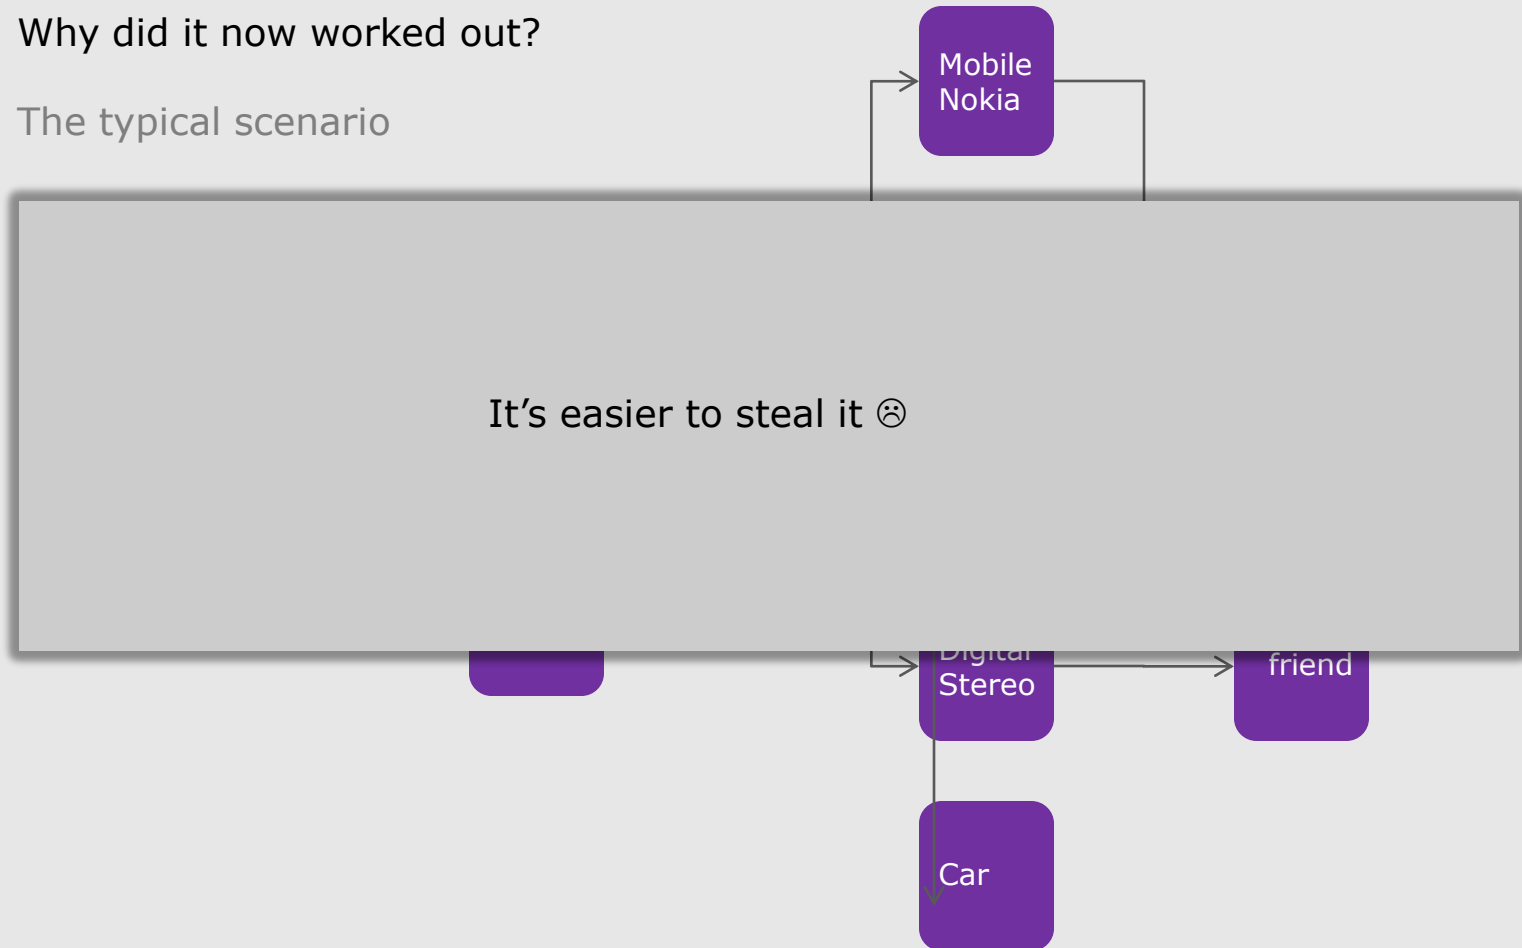 Why did it now worked out?
The typical scenario
Mobile
Nokia
It’s easier to steal it ☹
Digital
Stereo
friend
Car